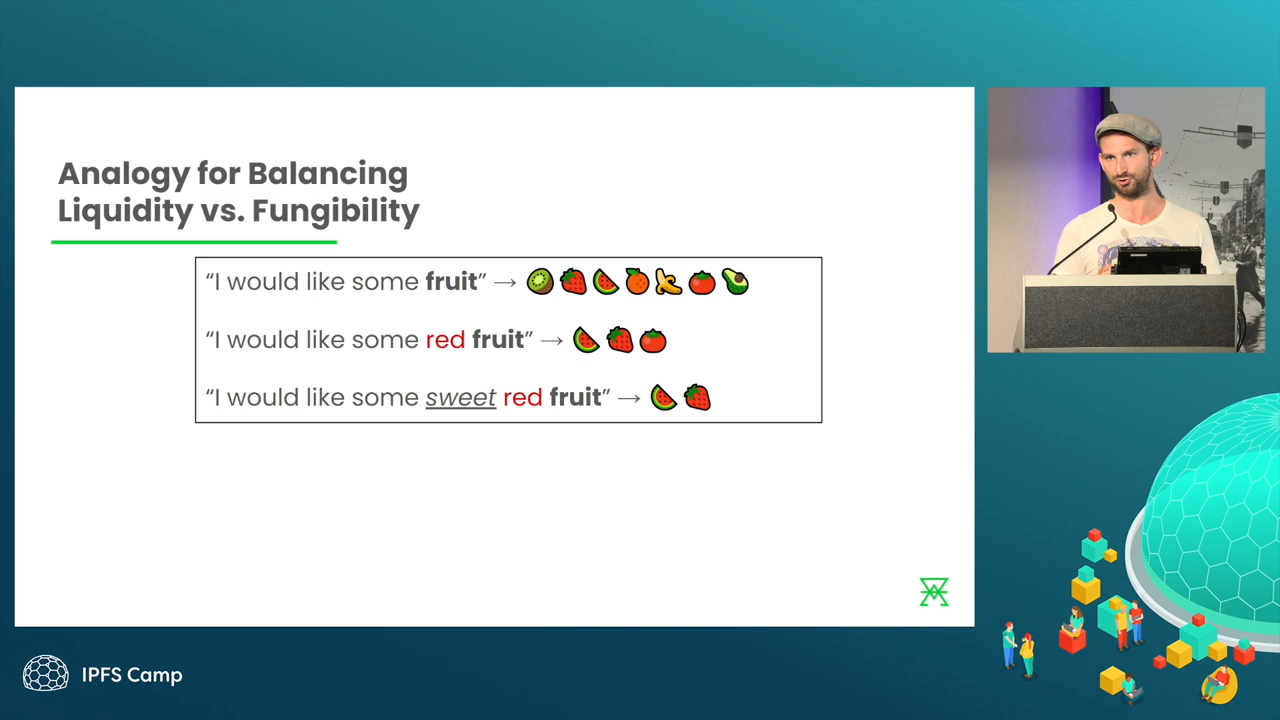 Analogy for Balancing
Liquidity vs. Fungibility
“I would like some fruit” → 🥝🍓🍉🍊🍌🍅🥑
“I would like some red fruit” → 🍉🍓🍅
“I would like some sweet red fruit” → 🍉🍓
IPFS Camp